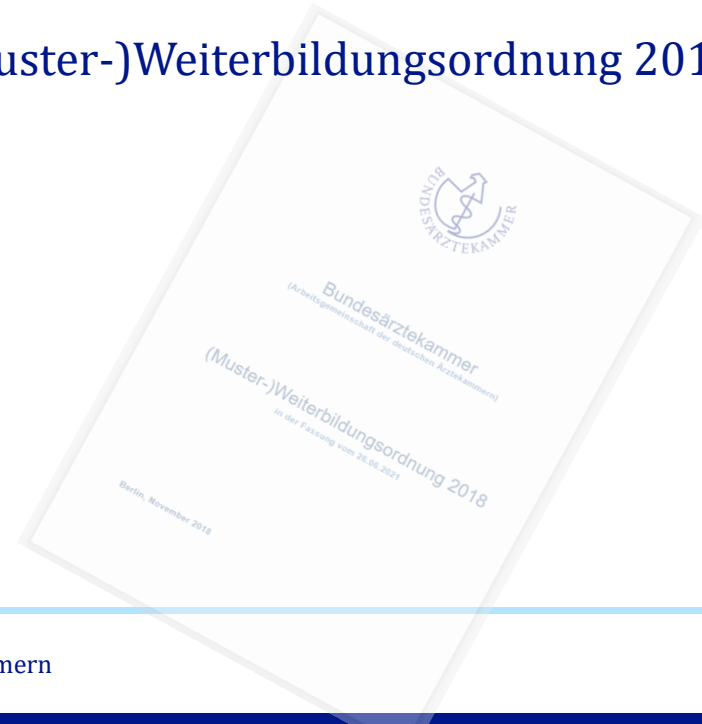 uster-)Weiterbildungsordnung 201
BUNDESÄRZTEKAMMER
Bundesärztekammer
(Arbeitsgemeinschaft der deutschen Ärztekammern)
(Muster-)Weiterbildungsordnung 2018
in der Fassung vom 26.06.2021
Berlin, November 2018
mern